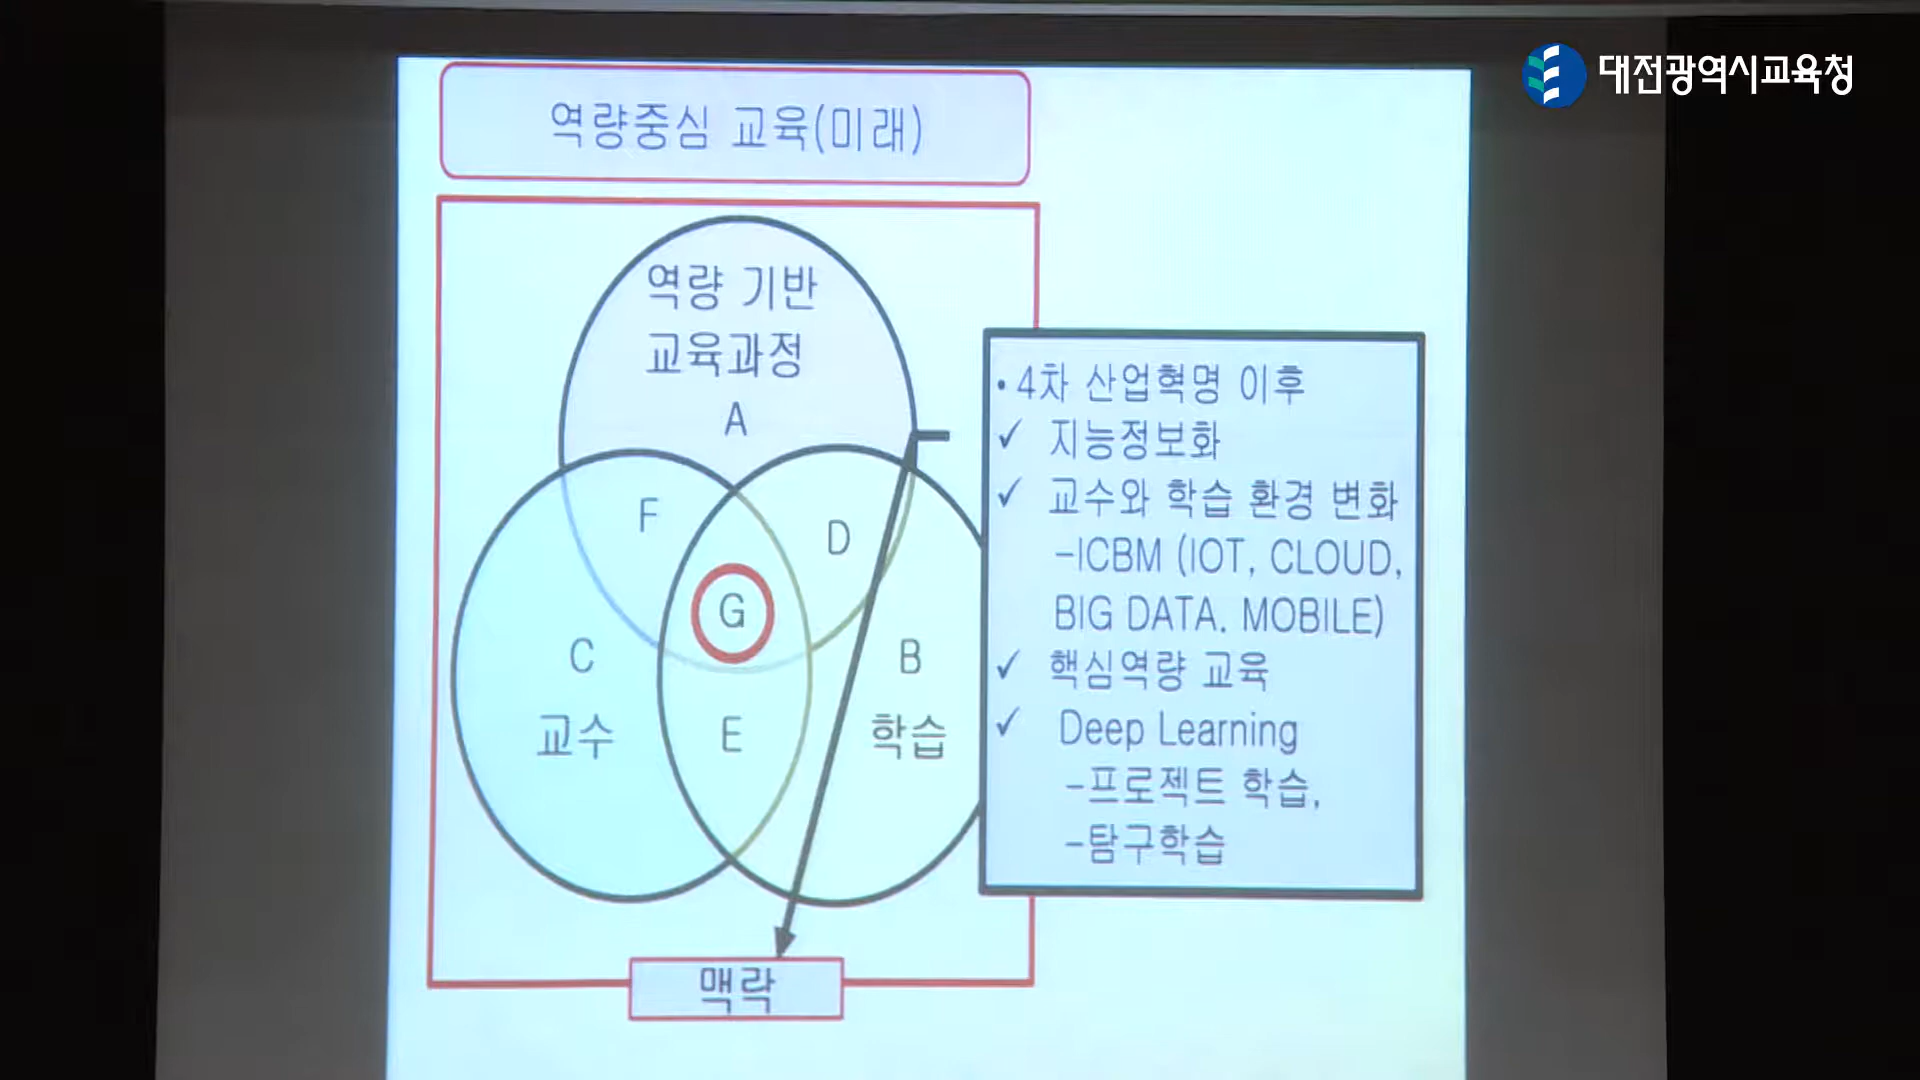 대전광역시교육청
역량중심 교육(미래)
역량 기반
교육과정
A
F
D
G
C
B
교수
E
학습
• 4차 산업혁명 이후
✓ 지능정보화
✓ 교수와 학습 환경 변화
-ICBM (IOT, CLOUD,
BIG DATA. MOBILE)
✓ 핵심역량 교육
✓ Deep Learning
-프로젝트 학습,
-탐구학습
맥락